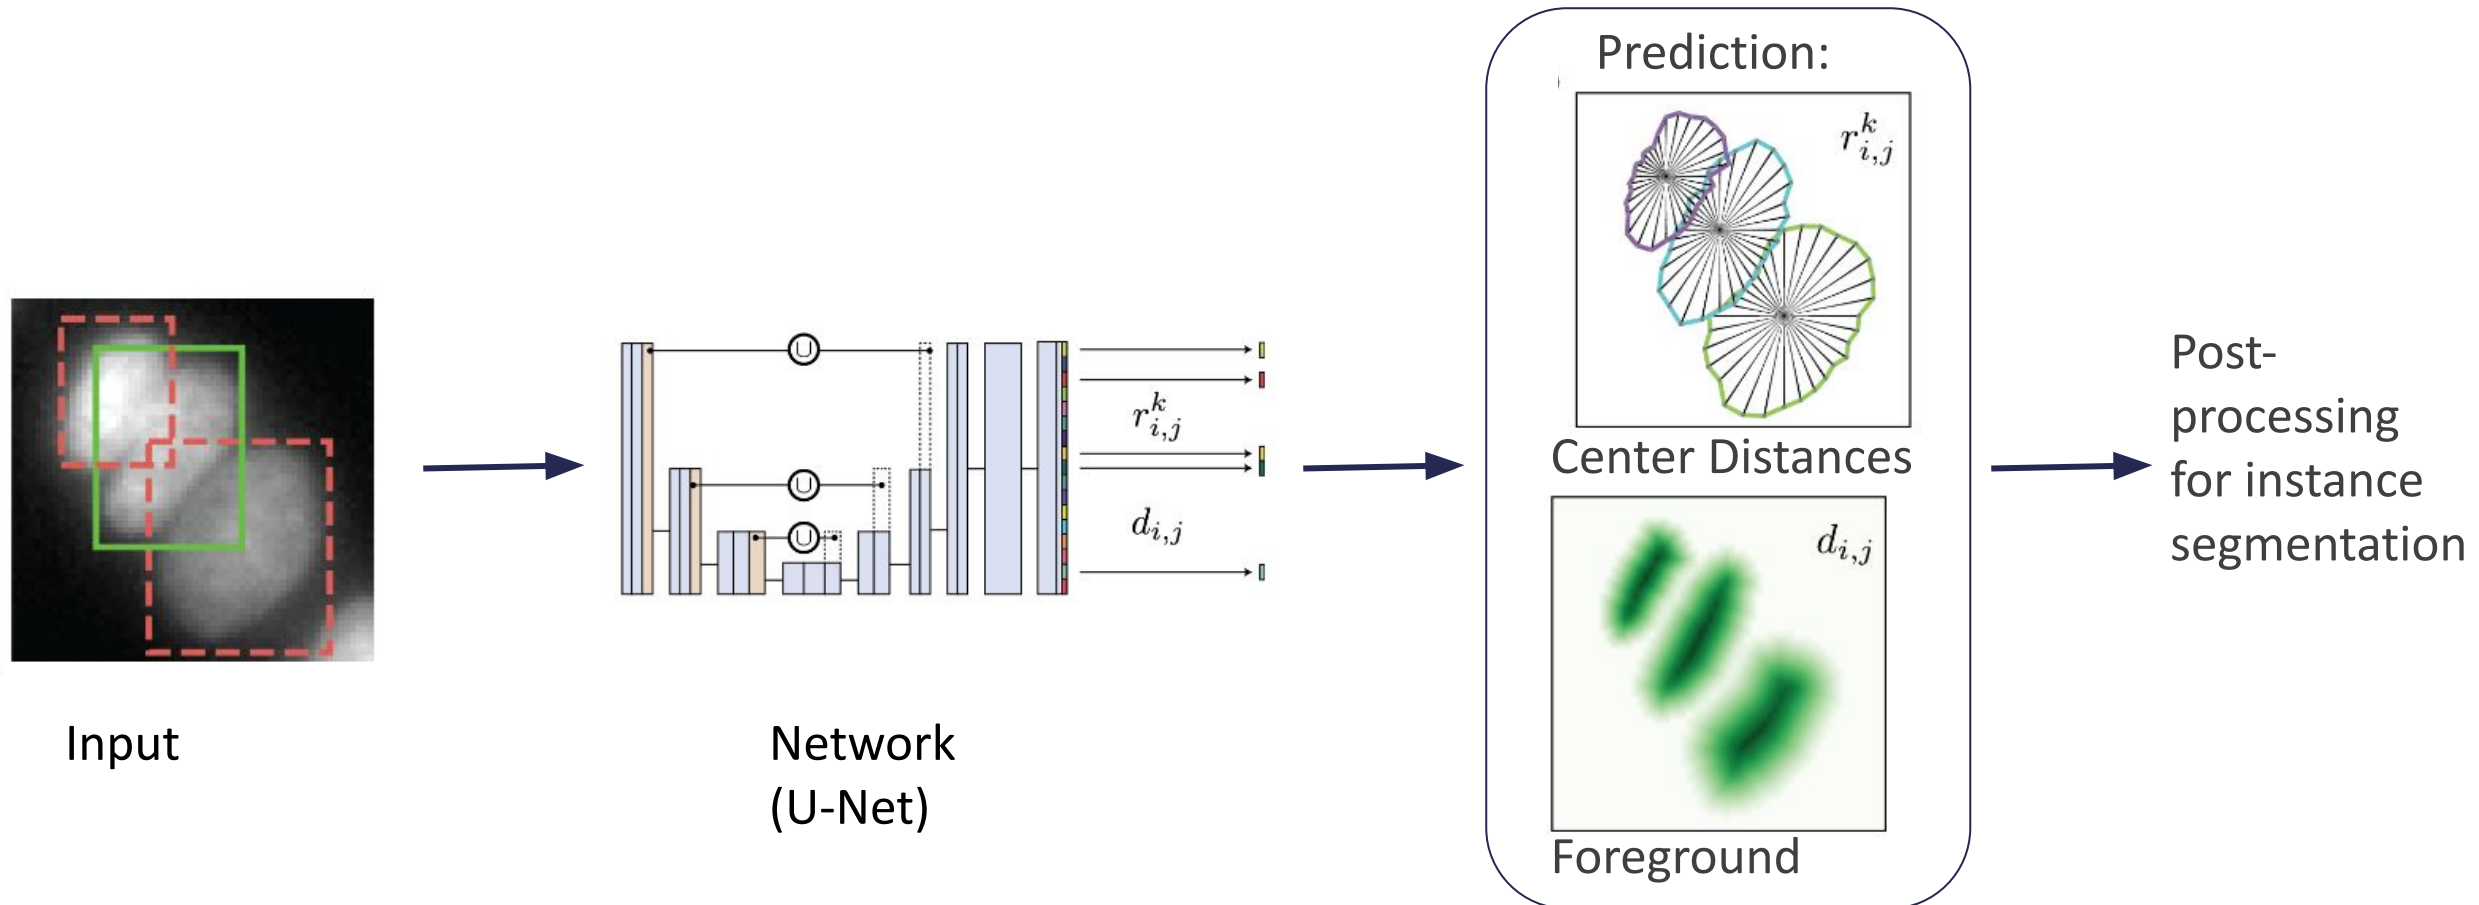 Input
U
U
U
r^k_{i,j}
d_{i,j}
Network
(U-Net)
Prediction:
r^k_{i,j}
Center Distances
d_{i,j}
Foreground
Post-
processing
for instance
segmentation